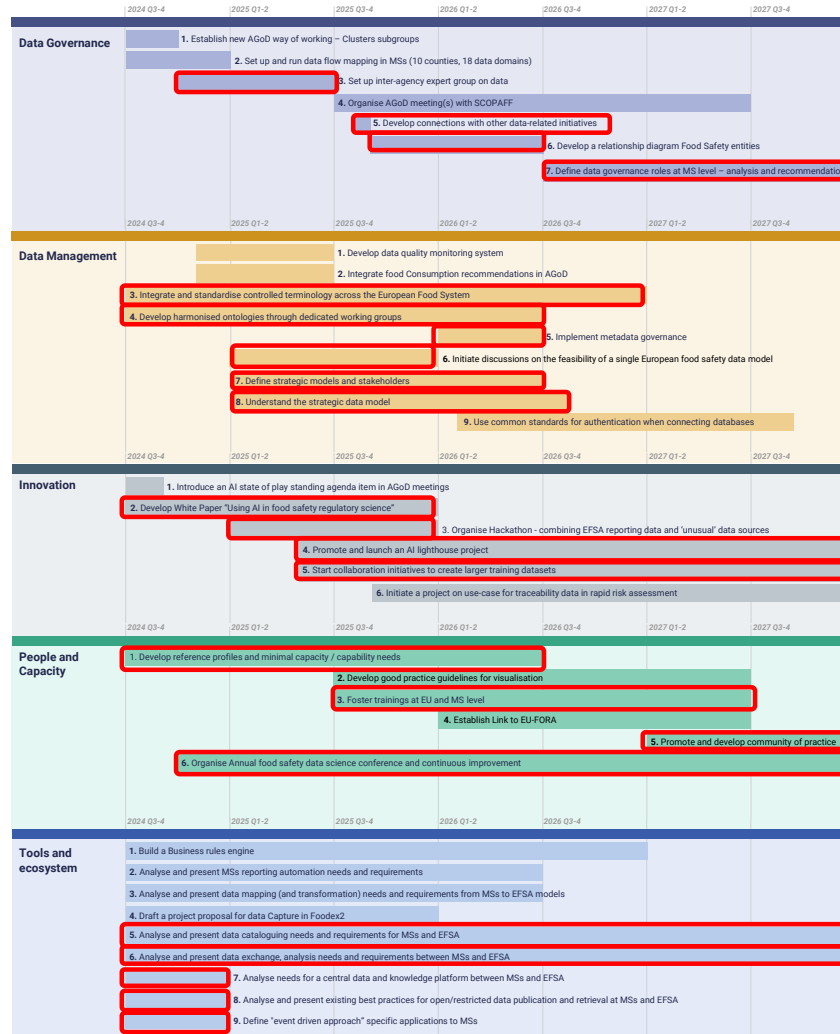 2024 Q3-4 2025 Q1-2 2025 Q3-4 2026 Q1-2 2026 Q3-4 2027 Q1-2 2027 Q3-4
Data Governance
1. Establish new AGoD way of working – Clusters subgroups
2. Set up and run data flow mapping in MSs (10 counties, 18 data domains)
3. Set up inter-agency expert group on data
4. Organise AGoD meeting(s) with SCOPAFF
5. Develop connections with other data-related initiatives
6. Develop a relationship diagram Food Safety entities
7. Define data governance roles at MS level – analysis and recommendatio
2024 Q3-4 2025 Q1-2 2025 Q3-4 2026 Q1-2 2026 Q3-4 2027 Q1-2 2027 Q3-4
Data Management
1. Develop data quality monitoring system
2. Integrate food Consumption recommendations in AGoD
3. Integrate and standardise controlled terminology across the European Food System
4. Develop harmonised ontologies through dedicated working groups
5. Implement metadata governance
6. Initiate discussions on the feasibility of a single European food safety data model
7. Define strategic models and stakeholders
8. Understand the strategic data model
9. Use common standards for authentication when connecting databases
2024 Q3-4 2025 Q1-2 2025 Q3-4 2026 Q1-2 2026 Q3-4 2027 Q1-2 2027 Q3-4
Innovation
1. Introduce an AI state of play standing agenda item in AGoD meetings
2. Develop White Paper "Using AI in food safety regulatory science"
3. Organise Hackathon - combining EFSA reporting data and 'unusual' data sources
4. Promote and launch an AI lighthouse project
5. Start collaboration initiatives to create larger training datasets
6. Initiate a project on use-case for traceability data in rapid risk assessment
2024 Q3-4 2025 Q1-2 2025 Q3-4 2026 Q1-2 2026 Q3-4 2027 Q1-2 2027 Q3-4
People and
Capacity
1. Develop reference profiles and minimal capacity / capability needs
2. Develop good practice guidelines for visualisation
3. Foster trainings at EU and MS level
4. Establish Link to EU-FORA
5. Promote and develop community of practice
6. Organise Annual food safety data science conference and continuous improvement
2024 Q3-4 2025 Q1-2 2025 Q3-4 2026 Q1-2 2026 Q3-4 2027 Q1-2 2027 Q3-4
Tools and
ecosystem
1. Build a Business rules engine
2. Analyse and present MSs reporting automation needs and requirements
3. Analyse and present data mapping (and transformation) needs and requirements from MSs to EFSA models
4. Draft a project proposal for data Capture in Foodex2
5. Analyse and present data cataloguing needs and requirements for MSs and EFSA
6. Analyse and present data exchange, analysis needs and requirements between MSs and EFSA
7. Analyse needs for a central data and knowledge platform between MSs and EFSA
8. Analyse and present existing best practices for open/restricted data publication and retrieval at MSs and EFSA
9. Define "event driven approach" specific applications to MSs